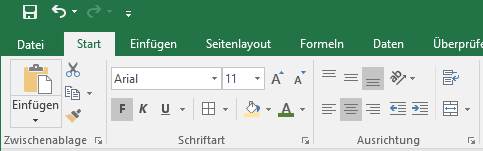 Datei Start Einfügen Seitenlayout Formeln Daten Überprüfe
Arial 11 A A
Einfügen F K U A
Zwischenablage Schriftart Ausrichtung